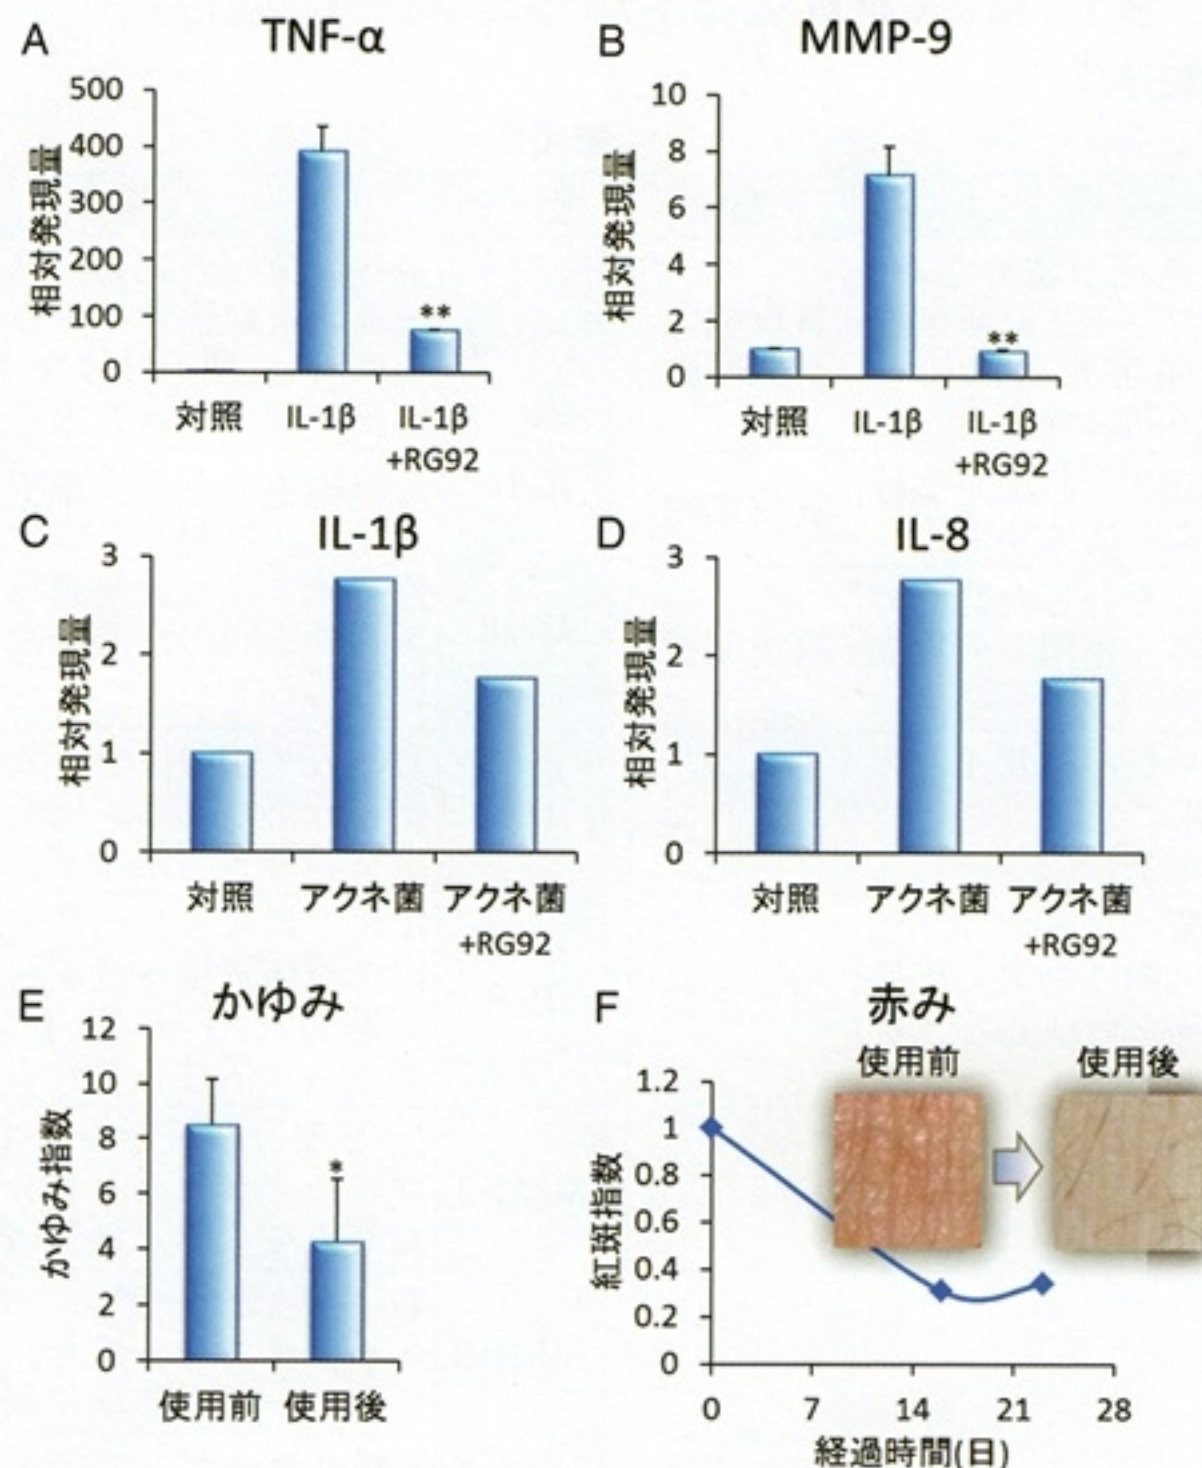 A
TNF-α
相対発現量
500
400
300
200
100
0
**
対照 IL-1β IL-1β
+RG92
B
MMP-9
相対発現量
10
8
6
4
2
0
**
対照 IL-1β IL-1β
+RG92
C
IL-1β
相対発現量
3
2
1
0
対照 アクネ菌 アクネ菌
+RG92
D
IL-8
相対発現量
3
2
1
0
対照 アクネ菌 アクネ菌
+RG92
E
かゆみ
かゆみ指数
12
10
8
6
4
2
0
*
使用前 使用後
F
赤み
使用前 使用後
紅斑指数
1.2
1
0.8
0.6
0.4
0.2
0
0 7 14 21 28
経過時間(日)